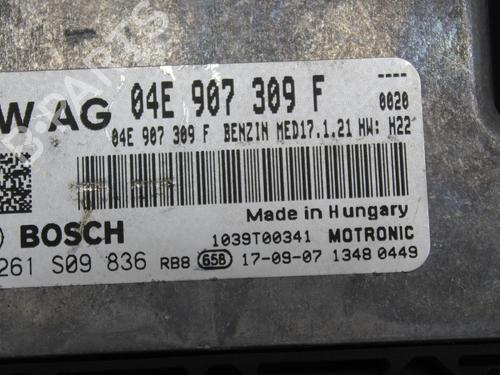 W AG 04E 907 309 F ----
0020
04E 907 309 F BENZIN MED17.1.21 HW: H22
Made in Hungary
BOSCH 1039T00341 MOTRONIC
261 S09 836 RB8 65B 17-09-07 1348 0449
B-PARTS